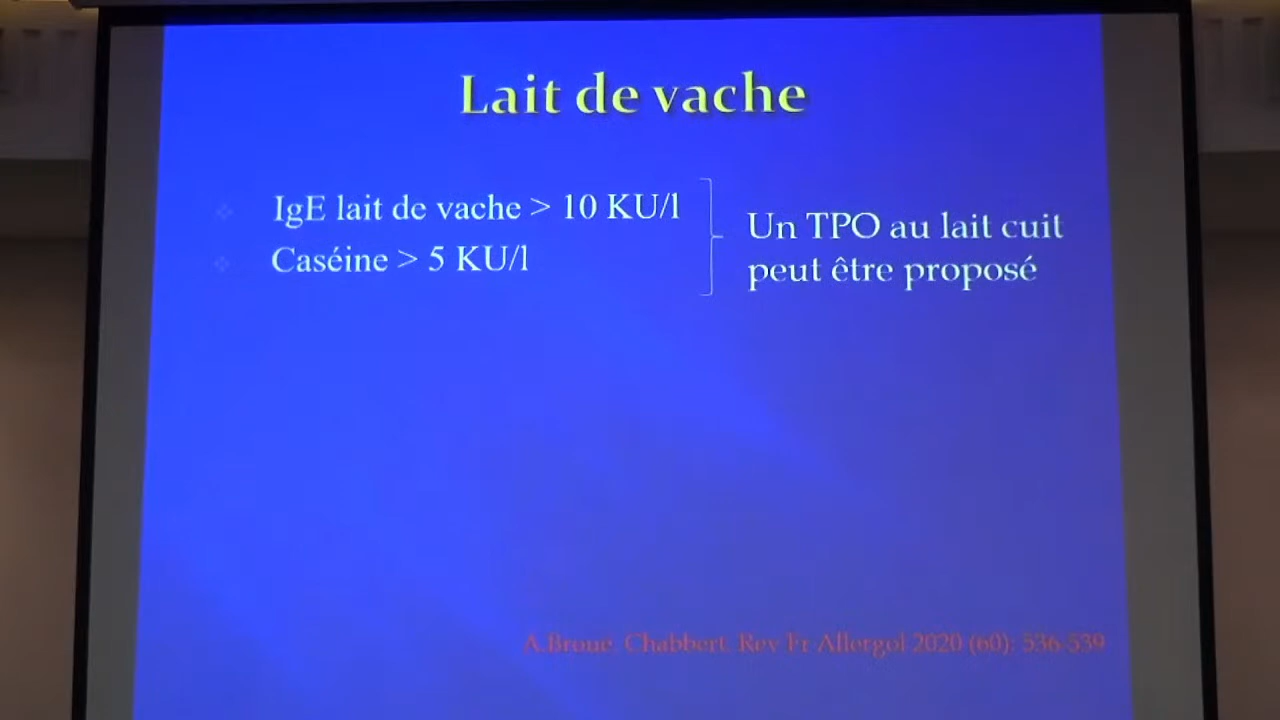 Lait de vache
IgE lait de vache > 10 KU/l
Caséine > 5 KU/l
Un TPO au lait cuit
peut être proposé
A.Broué, Chabbert, Rev Fr Allergol 2020 (60): 536-539